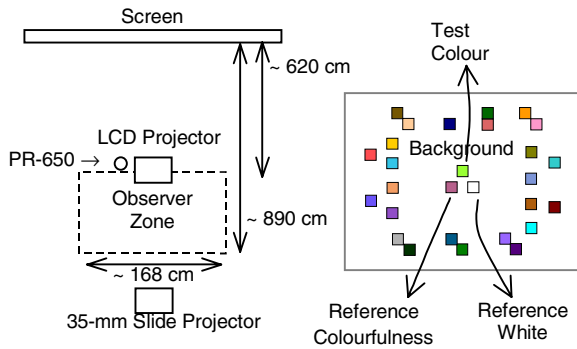 Screen
~ 620 cm
LCD Projector
PR-650 →
Observer
Zone
~ 890 cm
~ 168 cm
35-mm Slide Projector
Test
Colour
Background
Reference
Colourfulness
Reference
White